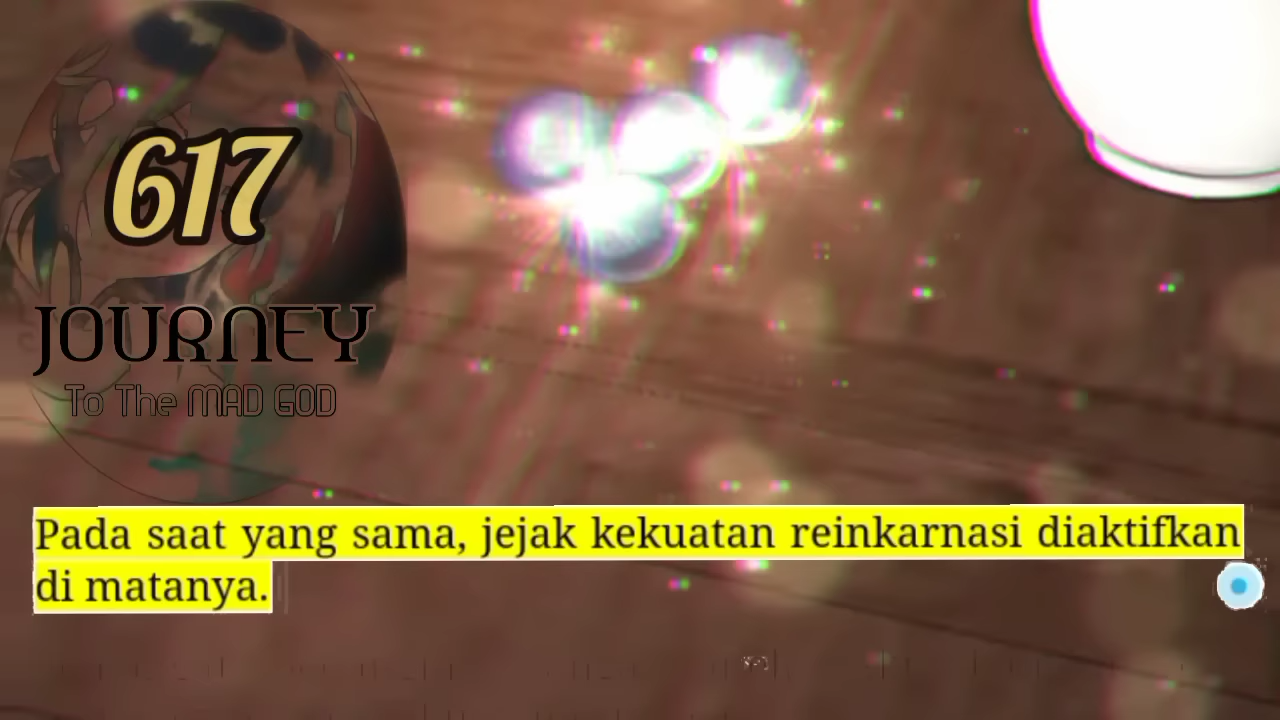 617
JOURNEY
To The MAD GOD
Pada saat yang sama, jejak kekuatan reinkarnasi diaktifkan
di matanya.